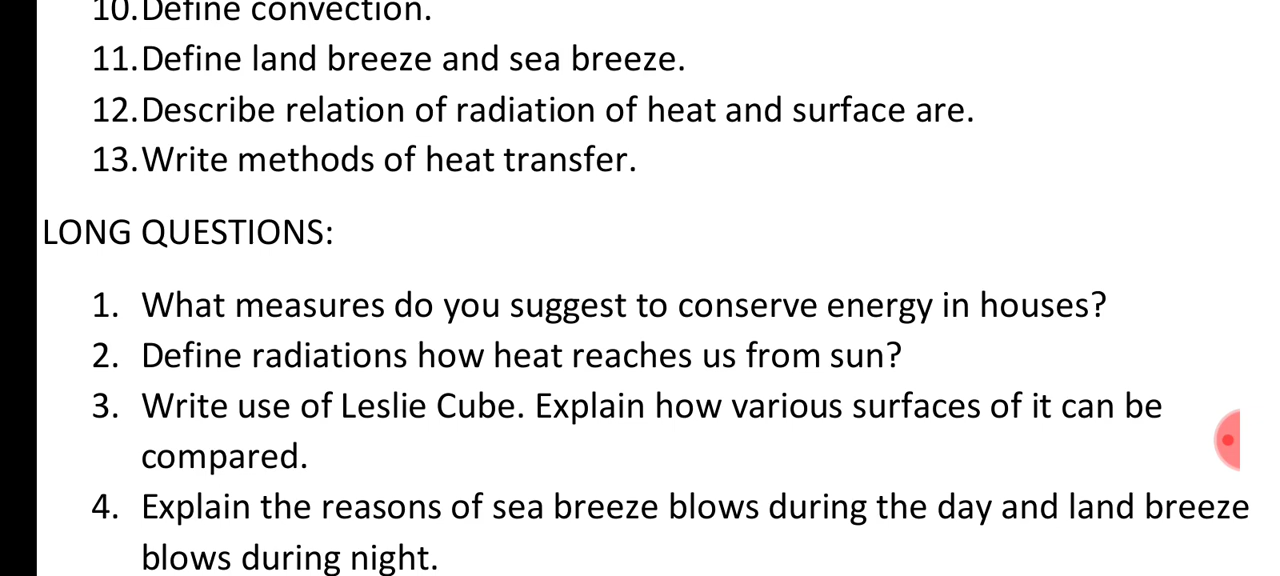 10. Define convection.
11. Define land breeze and sea breeze.
12. Describe relation of radiation of heat and surface are.
13. Write methods of heat transfer.
LONG QUESTIONS:
1. What measures do you suggest to conserve energy in houses?
2. Define radiations how heat reaches us from sun?
3. Write use of Leslie Cube. Explain how various surfaces of it can be
compared.
4. Explain the reasons of sea breeze blows during the day and land breeze
blows during night.